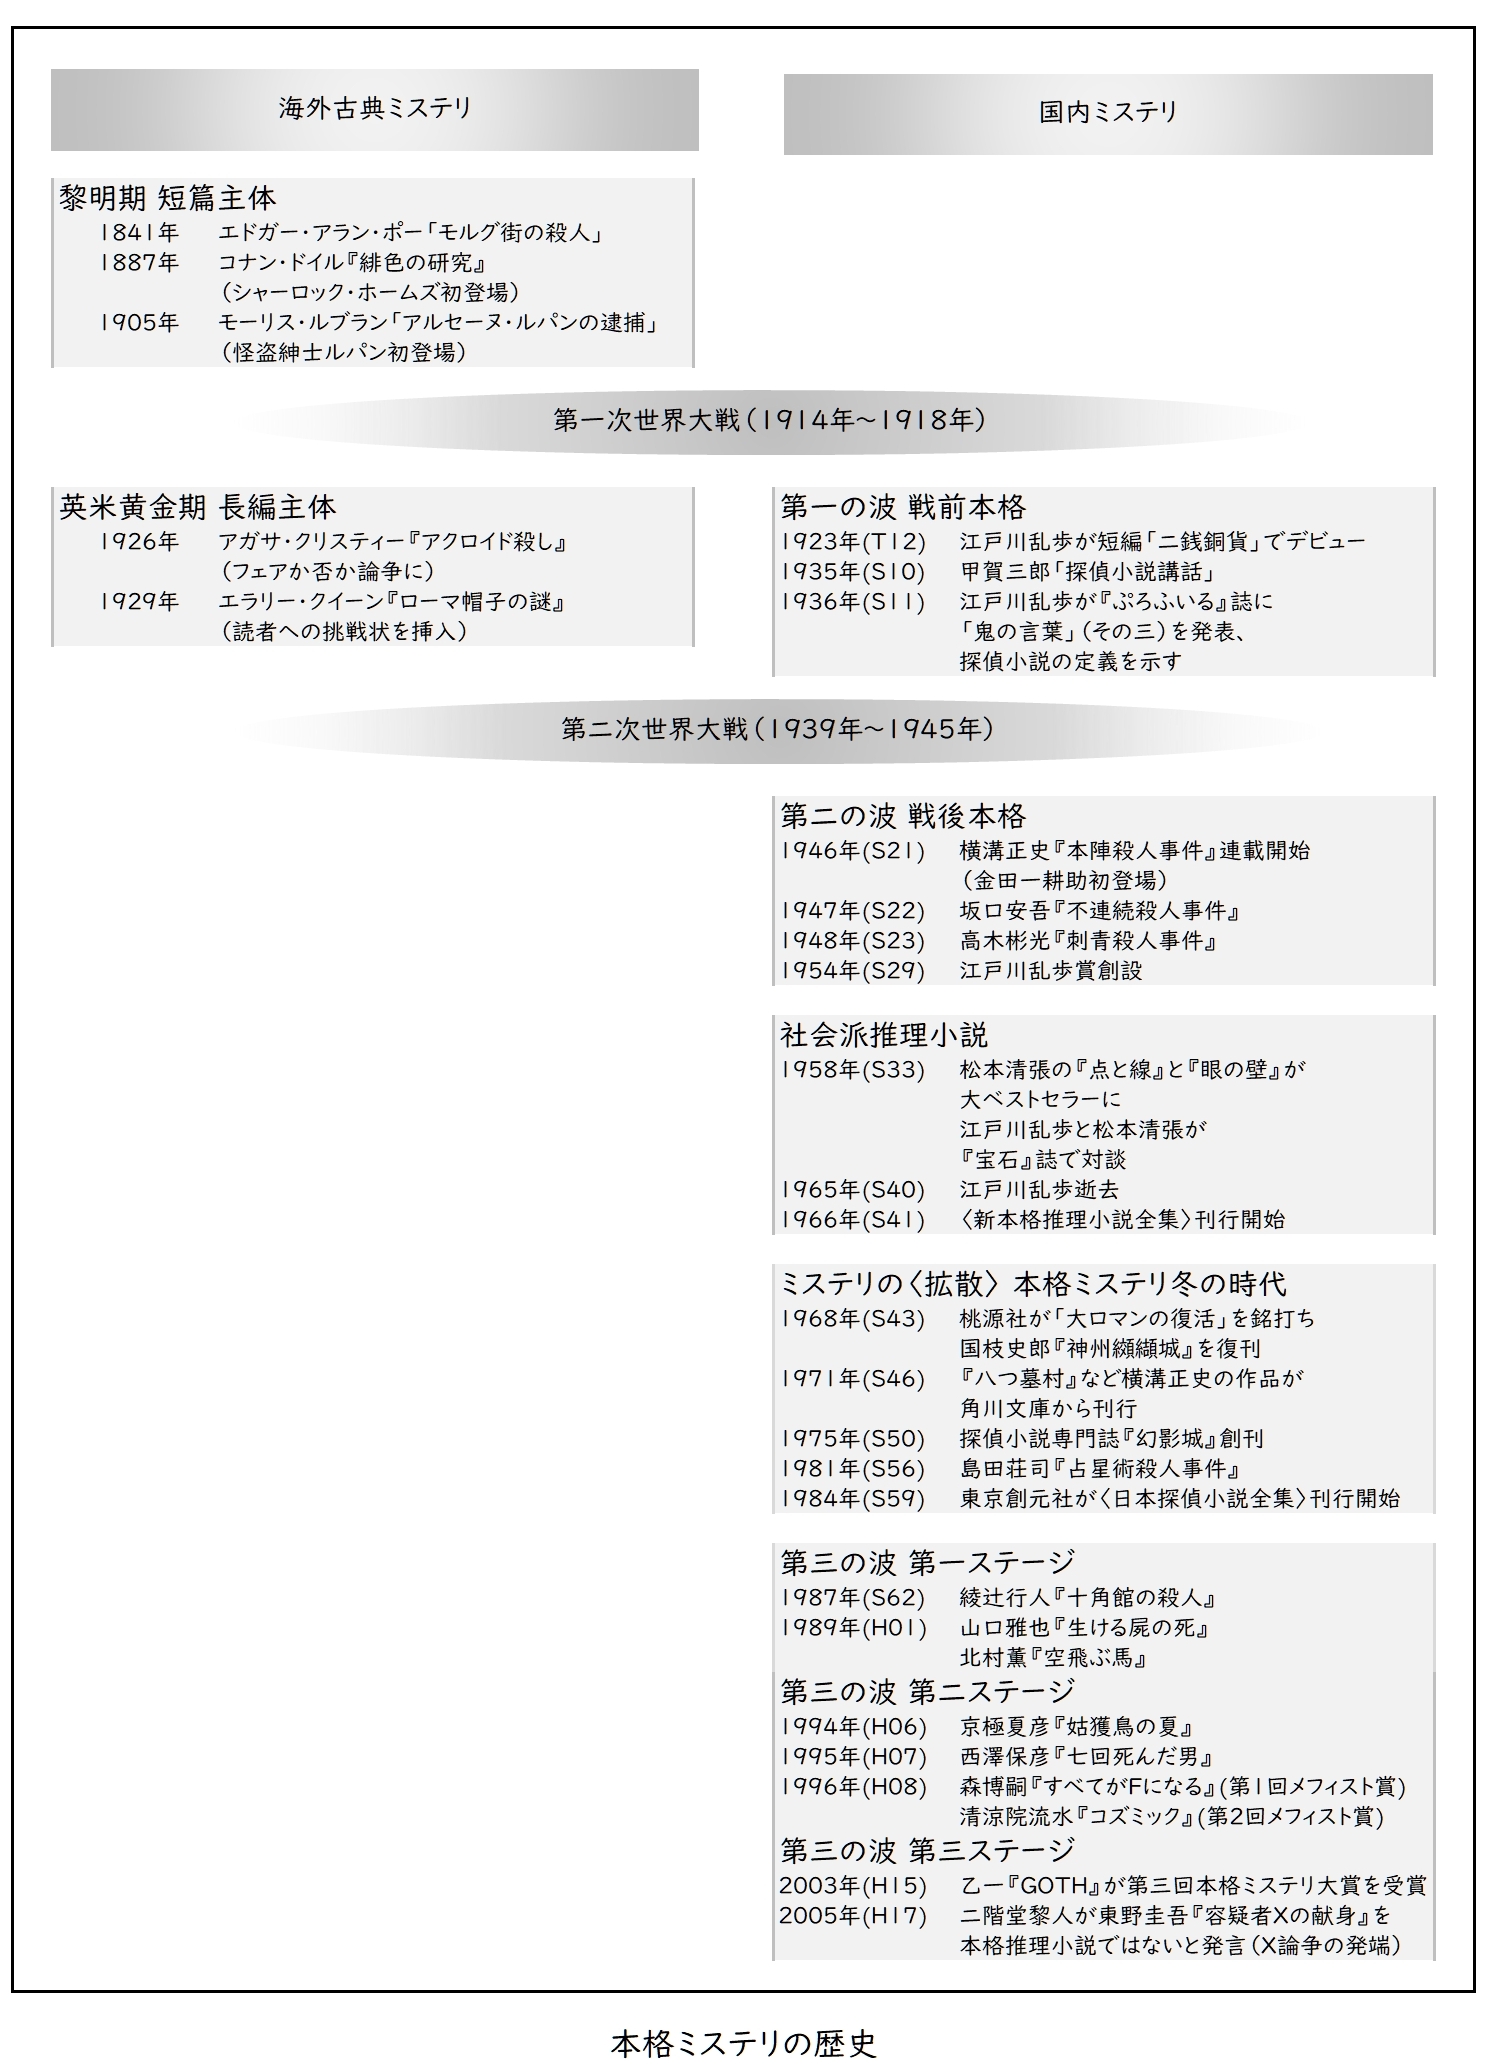 海外古典ミステリ
国内ミステリ
黎明期 短篇主体
1841年 エドガー・アラン・ポー「モルグ街の殺人」
1887年 コナン・ドイル『緋色の研究』
（シャーロック・ホームズ初登場）
1905年 モーリス・ルブラン「アルセーヌ・ルパンの逮捕」
（怪盗紳士ルパン初登場）
第一次世界大戦（1914年～1918年）
英米黄金期 長編主体
1926年 アガサ・クリスティー『アクロイド殺し』
（フェアか否か論争に）
1929年 エラリー・クイーン『ローマ帽子の謎』
（読者への挑戦状を挿入）
第一の波 戦前本格
1923年(T12) 江戸川乱歩が短編「二銭銅貨」でデビュー
1935年(S10) 甲賀三郎「探偵小説講話」
1936年(S11) 江戸川乱歩が『ぷろふいる』誌に
「鬼の言葉」（その三）を発表、
探偵小説の定義を示す
第二次世界大戦（1939年～1945年）
第二の波 戦後本格
1946年(S21) 横溝正史『本陣殺人事件』連載開始
（金田一耕助初登場）
1947年(S22) 坂口安吾『不連続殺人事件』
1948年(S23) 高木彬光『刺青殺人事件』
1954年(S29) 江戸川乱歩賞創設
社会派推理小説
1958年(S33) 松本清張の『点と線』と『眼の壁』が
大ベストセラーに
江戸川乱歩と松本清張が
『宝石』誌で対談
1965年(S40) 江戸川乱歩逝去
1966年(S41) 〈新本格推理小説全集〉刊行開始
ミステリの〈拡散〉 本格ミステリ冬の時代
1968年(S43) 桃源社が「大ロマンの復活」を銘打ち
国枝史郎『神州纐纈城』を復刊
1971年(S46) 『八つ墓村』など横溝正史の作品が
角川文庫から刊行
1975年(S50) 探偵小説専門誌『幻影城』創刊
1981年(S56) 島田荘司『占星術殺人事件』
1984年(S59) 東京創元社が〈日本探偵小説全集〉刊行開始
第三の波 第一ステージ
1987年(S62) 綾辻行人『十角館の殺人』
1989年(H01) 山口雅也『生ける屍の死』
北村薫『空飛ぶ馬』
第三の波 第二ステージ
1994年(H06) 京極夏彦『姑獲鳥の夏』
1995年(H07) 西澤保彦『七回死んだ男』
1996年(H08) 森博嗣『すべてがFになる』(第1回メフィスト賞)
清涼院流水『コズミック』(第2回メフィスト賞)
第三の波 第三ステージ
2003年(H15) 乙一『GOTH』が第三回本格ミステリ大賞を受賞
2005年(H17) 二階堂黎人が東野圭吾『容疑者Xの献身』を
本格推理小説ではないと発言（X論争の発端）
本格ミステリの歴史